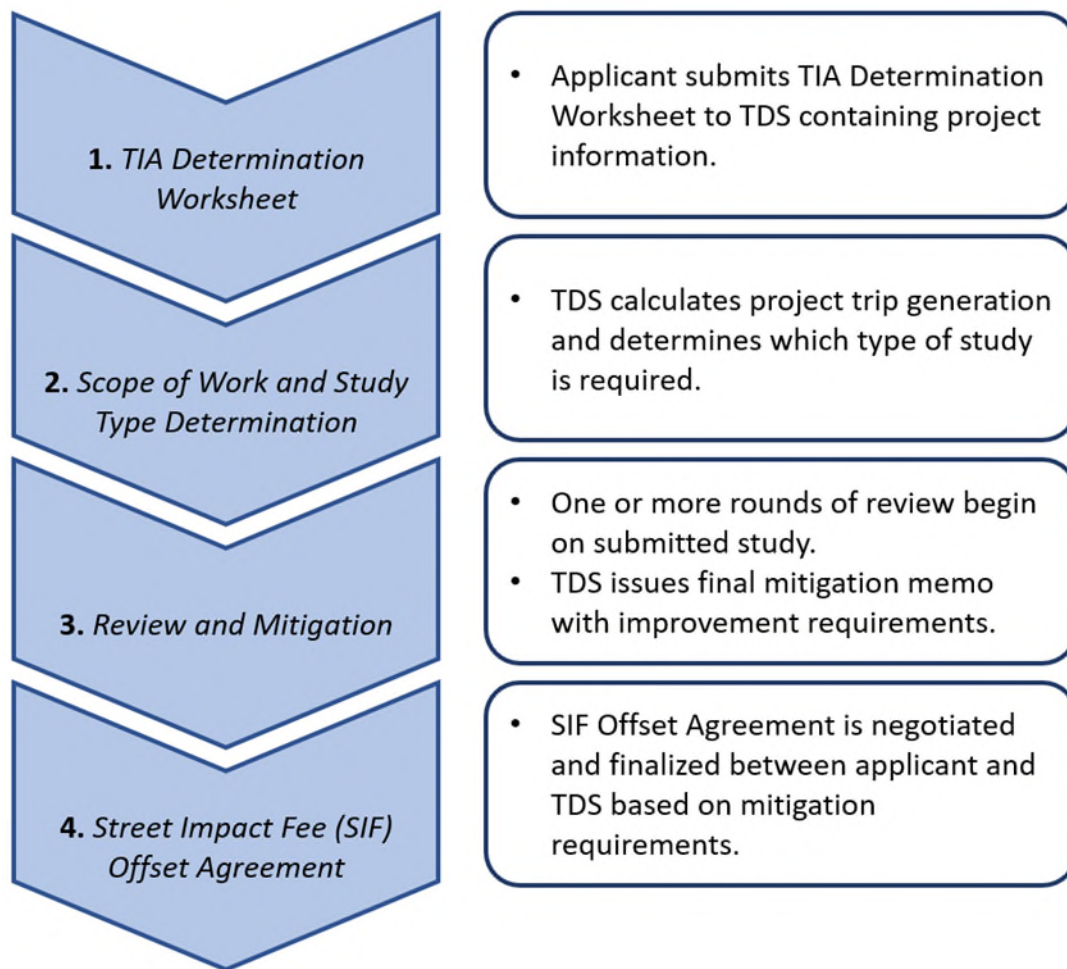 1. TIA Determination
Worksheet
• Applicant submits TIA Determination
Worksheet to TDS containing project
information.
2. Scope of Work and Study
Type Determination
• TDS calculates project trip generation
and determines which type of study
is required.
3. Review and Mitigation
• One or more rounds of review begin
on submitted study.
• TDS issues final mitigation memo
with improvement requirements.
4. Street Impact Fee (SIF)
Offset Agreement
• SIF Offset Agreement is negotiated
and finalized between applicant and
TDS based on mitigation
requirements.